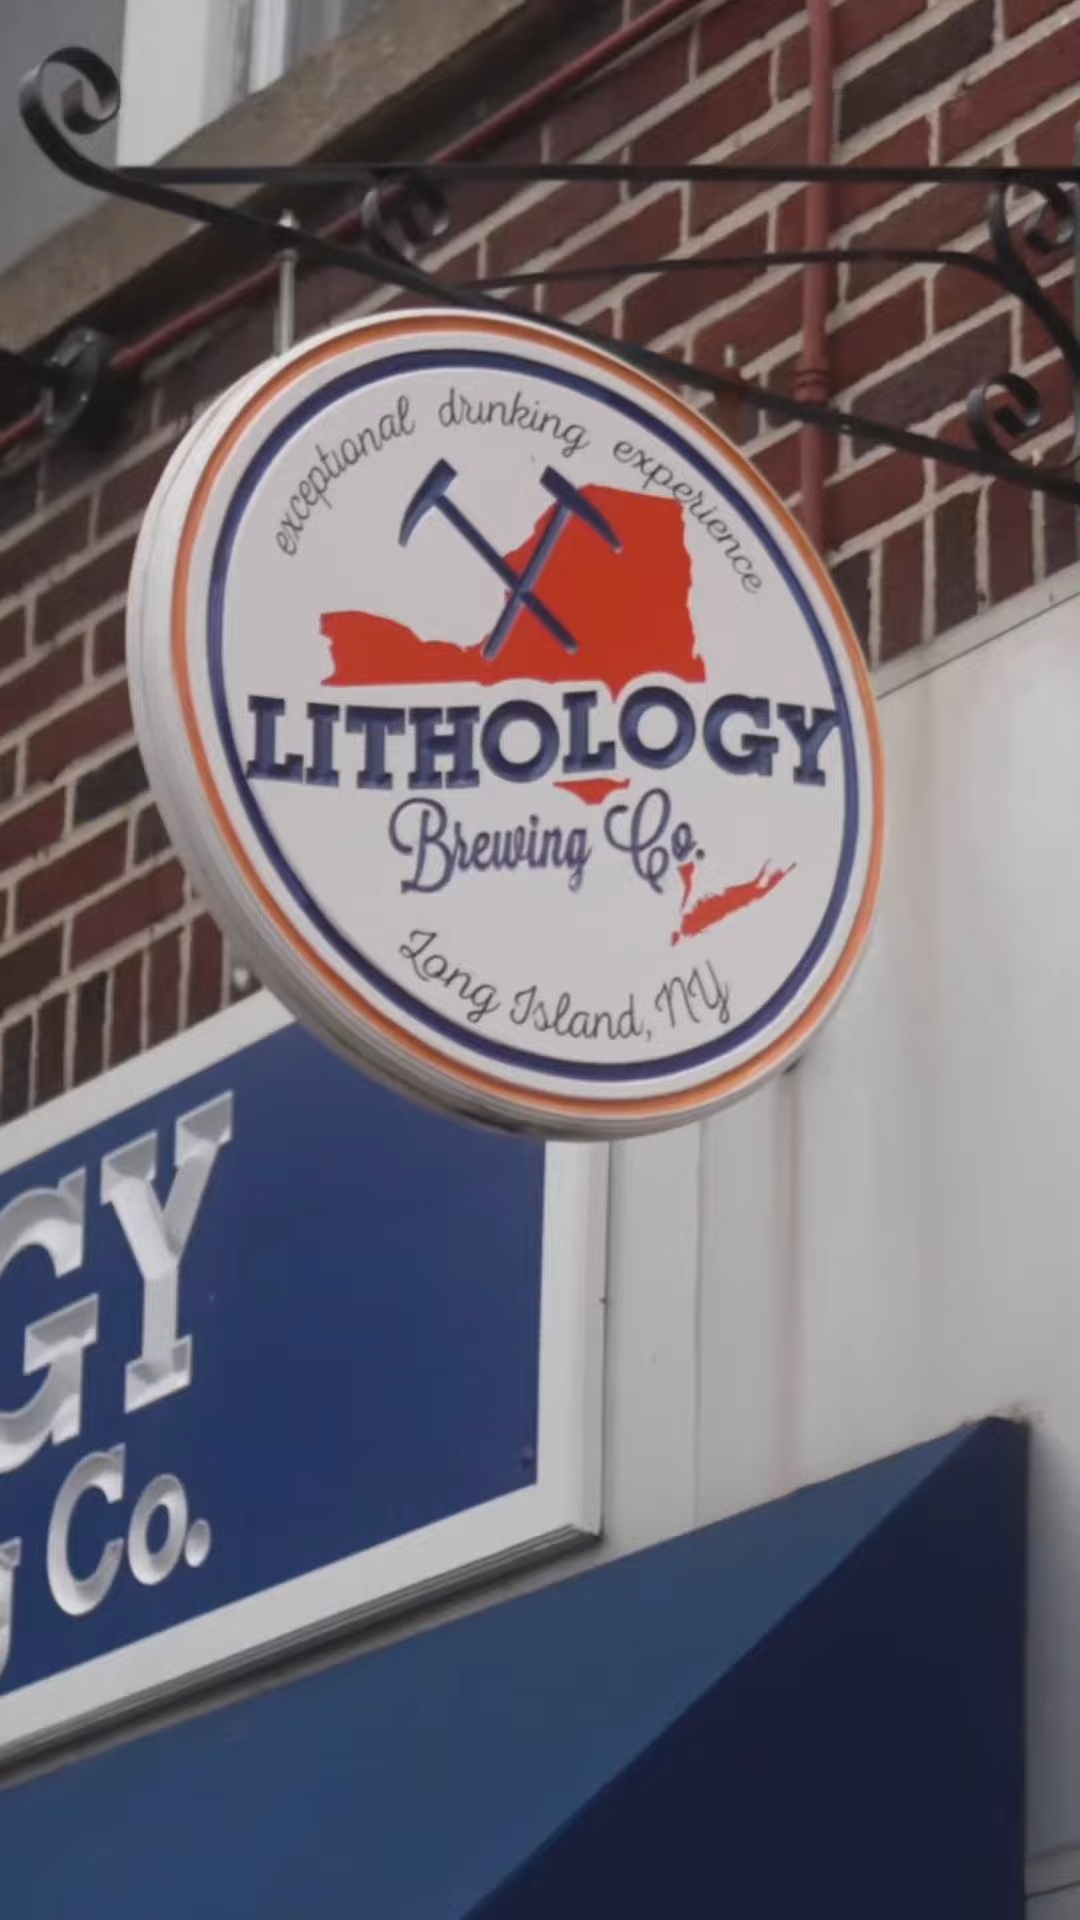 exceptional drinking experience
LITHOLOGY
Brewing Co.
Long Island, NY
GY
g Co.